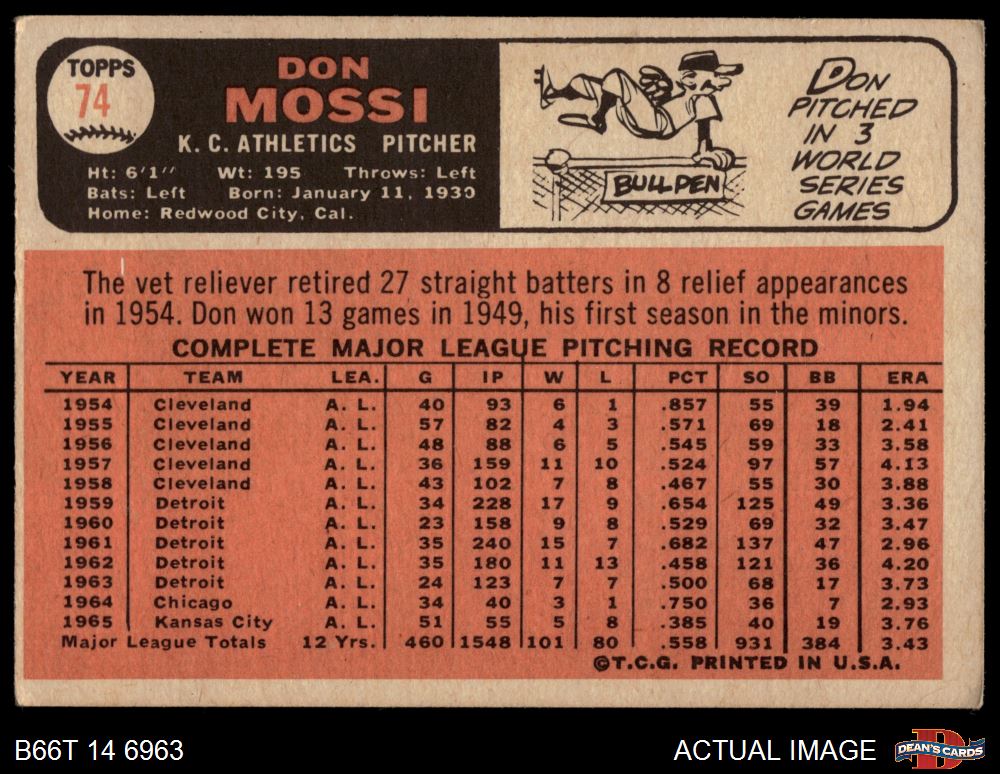 TOPPS
74
DON
MOSSI
K. C. ATHLETICS PITCHER
Ht: 6'1" Wt: 195 Throws: Left
Bats: Left Born: January 11, 1930
Home: Redwood City, Cal.
BULLPEN
DON
PITCHED
IN 3
WORLD
SERIES
GAMES
The vet reliever retired 27 straight batters in 8 relief appearances
in 1954. Don won 13 games in 1949, his first season in the minors.
COMPLETE MAJOR LEAGUE PITCHING RECORD
YEAR TEAM LEA. G IP W L PCT SO BB ERA
1954 Cleveland A. L. 40 93 6 1 .857 55 39 1.94
1955 Cleveland A. L. 57 82 4 3 .571 69 18 2.41
1956 Cleveland A. L. 48 88 6 5 .545 59 33 3.58
1957 Cleveland A. L. 36 159 11 10 .524 97 57 4.13
1958 Cleveland A. L. 43 102 7 8 .467 55 30 3.88
1959 Detroit A. L. 34 228 17 9 .654 125 49 3.36
1960 Detroit A. L. 23 158 9 8 .529 69 32 3.47
1961 Detroit A. L. 35 240 15 7 .682 137 47 2.96
1962 Detroit A. L. 35 180 11 13 .458 121 36 4.20
1963 Detroit A. L. 24 123 7 7 .500 68 17 3.73
1964 Chicago A. L. 34 40 3 1 .750 36 7 2.93
1965 Kansas City A. L. 51 55 5 8 .385 40 19 3.76
Major League Totals 12 Yrs. 460 1548 101 80 .558 931 384 3.43
©T.C.G. PRINTED IN U.S.A.
B66T 14 6963
ACTUAL IMAGE
D
DEAN'S CARDS